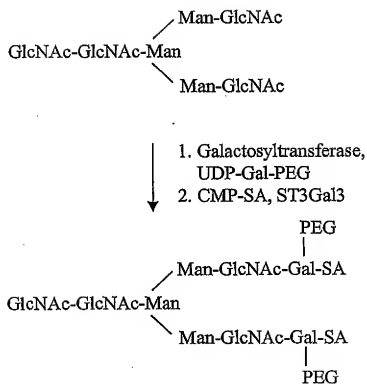 Man-GlcNAc
GlcNAc-GlcNAc-Man
Man-GlcNAc
1. Galactosyltransferase,
UDP-Gal-PEG
2. CMP-SA, ST3Gal3
PEG
Man-GlcNAc-Gal-SA
GlcNAc-GlcNAc-Man
Man-GlcNAc-Gal-SA
PEG